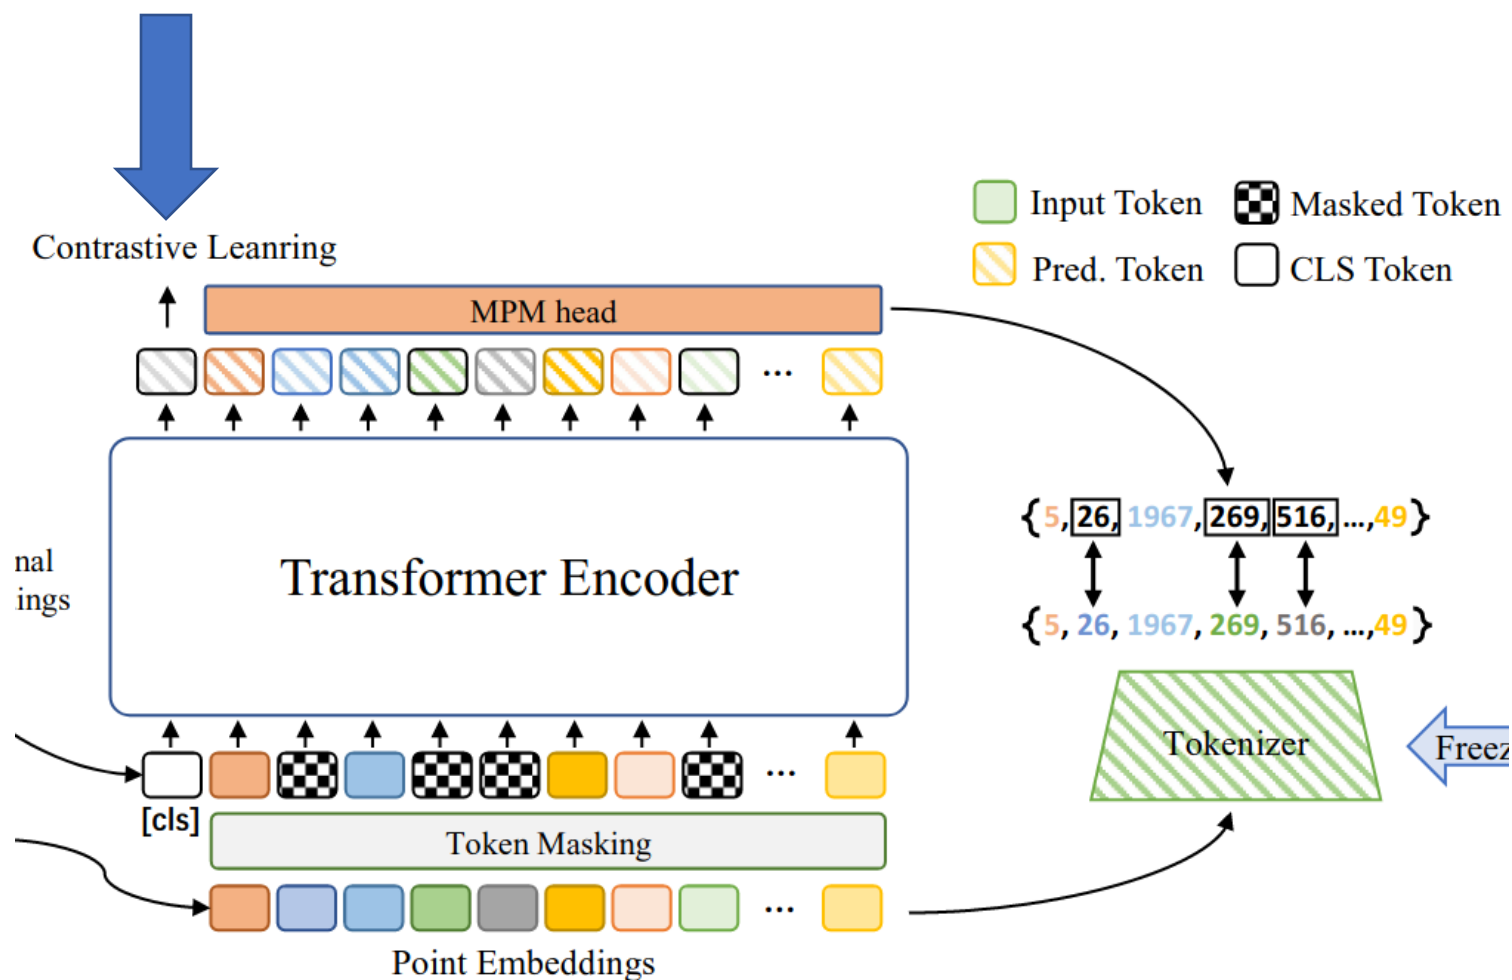 Contrastive Leanring
Input Token
Masked Token
Pred. Token
CLS Token
MPM head
...
{5, 26, 1967, 269, 516, ...,49}
nal
ings
Transformer Encoder
{5, 26, 1967, 269, 516, ...,49}
Tokenizer
Freez
...
[cls]
Token Masking
...
Point Embeddings